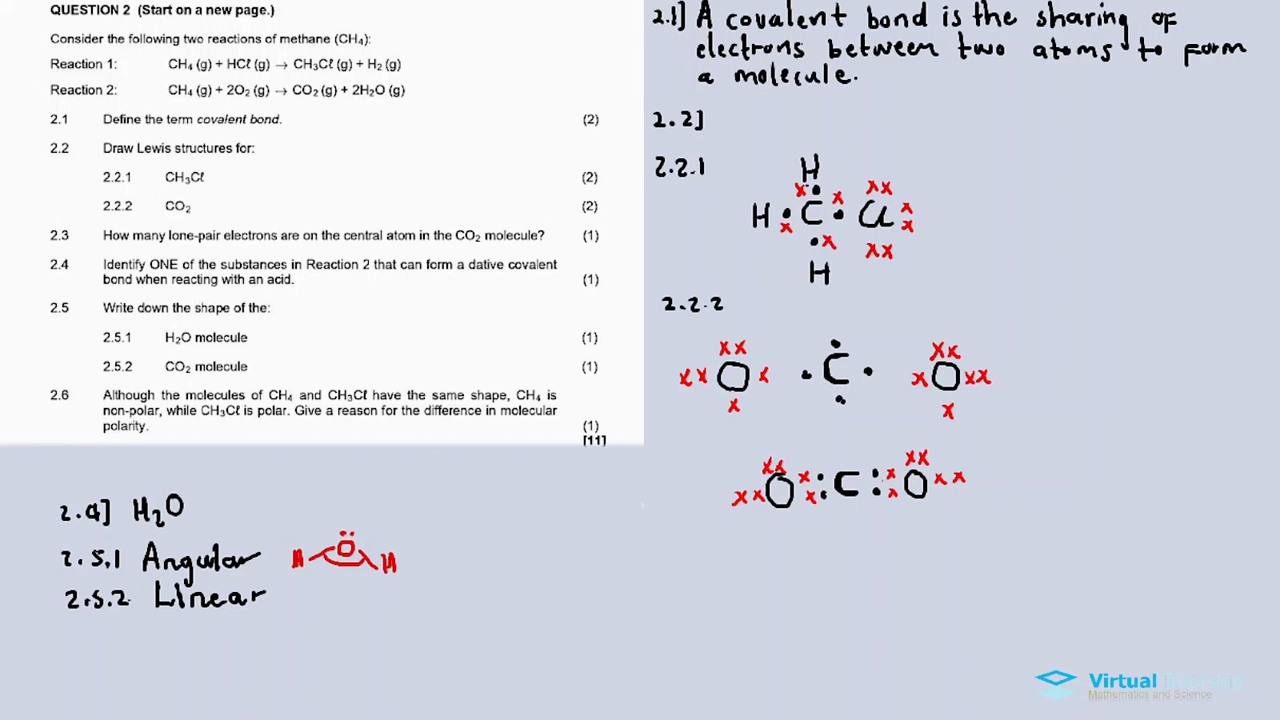 QUESTION 2 (Start on a new page.)
Consider the following two reactions of methane (CH₄):
Reaction 1: CH₄ (g) + HCℓ (g) → CH₃Cℓ (g) + H₂ (g)
Reaction 2: CH₄ (g) + 2O₂ (g) → CO₂ (g) + 2H₂O (g)
2.1 Define the term covalent bond. (2)
2.2 Draw Lewis structures for:
2.2.1 CH₃Cℓ (2)
2.2.2 CO₂ (2)
2.3 How many lone-pair electrons are on the central atom in the CO₂ molecule? (1)
2.4 Identify ONE of the substances in Reaction 2 that can form a dative covalent
bond when reacting with an acid. (1)
2.5 Write down the shape of the:
2.5.1 H₂O molecule (1)
2.5.2 CO₂ molecule (1)
2.6 Although the molecules of CH₄ and CH₃Cℓ have the same shape, CH₄ is
non-polar, while CH₃Cℓ is polar. Give a reason for the difference in molecular
polarity. (1)
[11]
2.4] H₂O
2.5.1 Angular H O H
2.5.2 Linear
2.1] A covalent bond is the sharing of
electrons between two atoms to form
a molecule.
2.2]
2.2.1
H
H C Cl
H
2.2.2
O C O
O C O
Virtual
Mathematics and Science